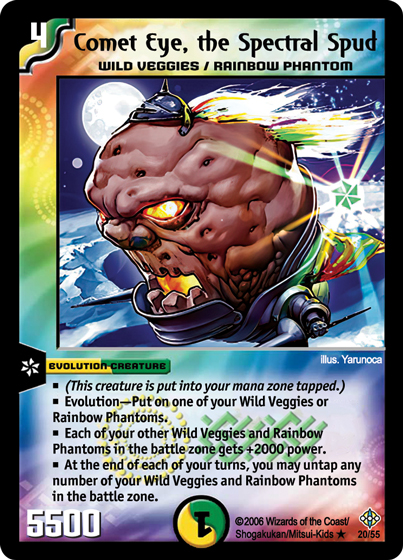 4
Comet Eye, the Spectral Spud
WILD VEGGIES / RAINBOW PHANTOM
Illus. Yarunoca
EVOLUTION CREATURE
▪ (This creature is put into your mana zone tapped.)
▪ Evolution—Put on one of your Wild Veggies or
Rainbow Phantoms.
▪ Each of your other Wild Veggies and Rainbow
Phantoms in the battle zone gets +2000 power.
▪ At the end of each of your turns, you may untap any
number of your Wild Veggies and Rainbow Phantoms
in the battle zone.
5500
1
©2006 Wizards of the Coast/
Shogakukan/Mitsui-Kids ★ 20/55